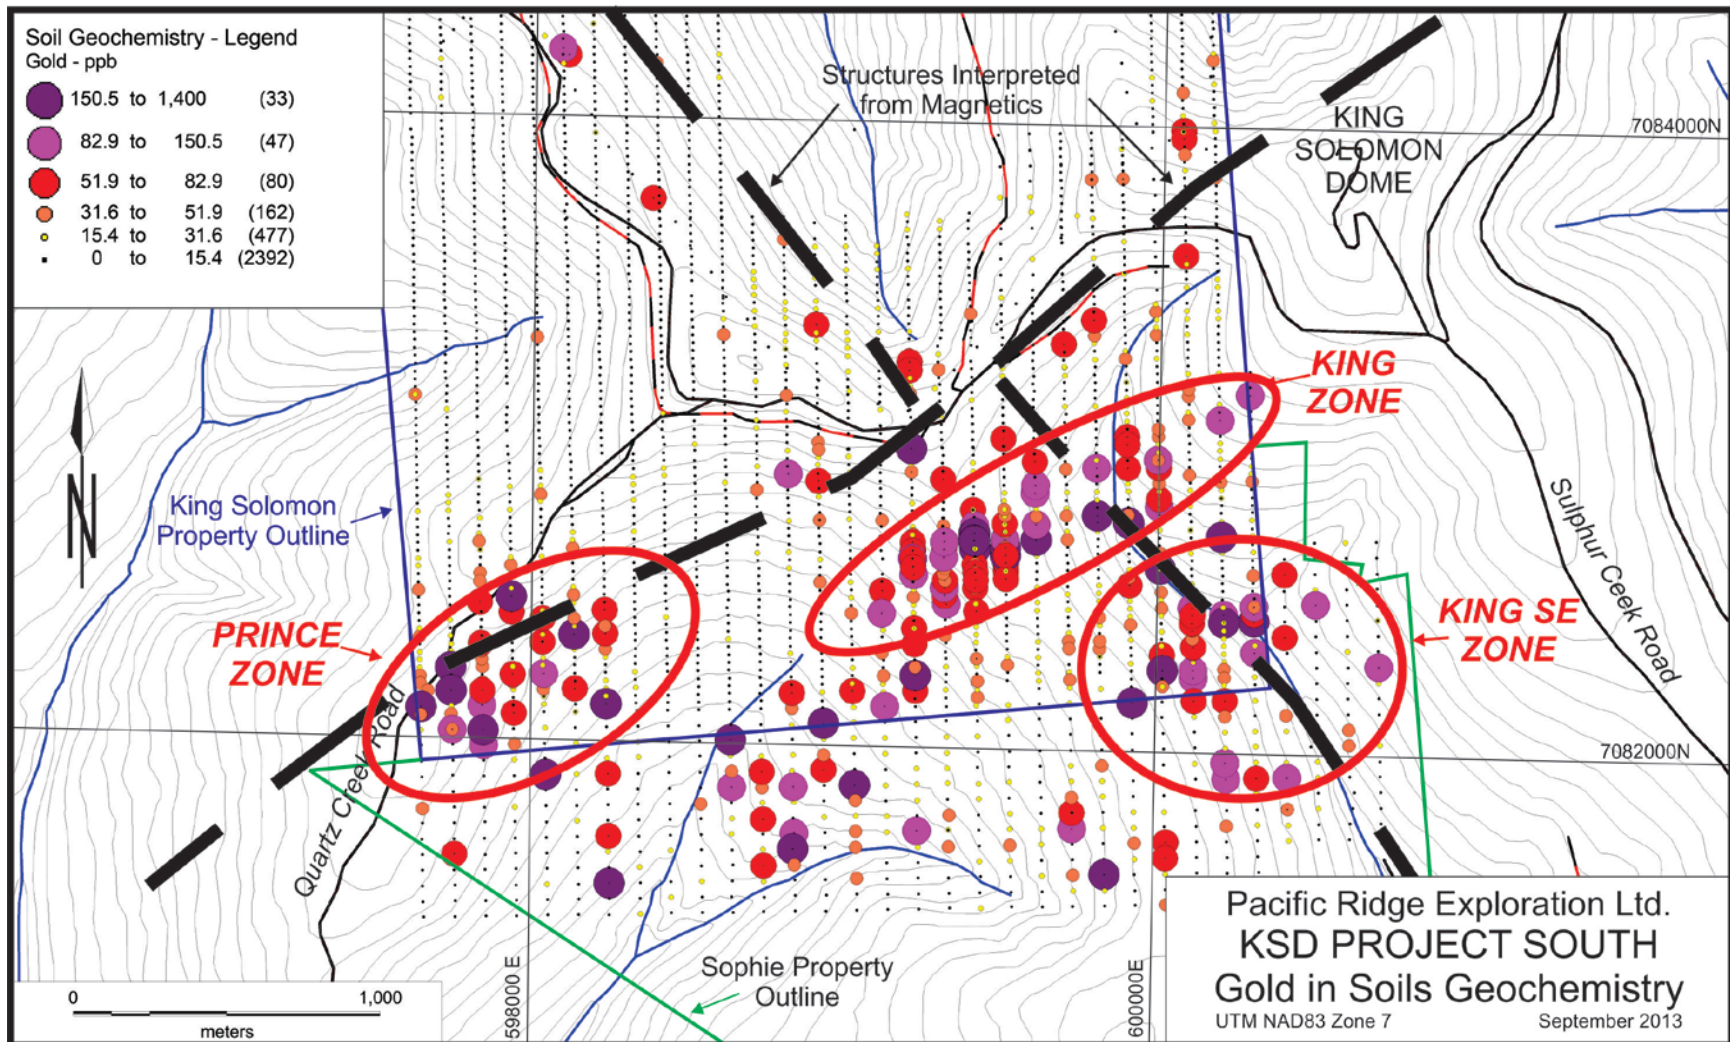 Soil Geochemistry - Legend
Gold - ppb
150.5 to 1,400 (33)
82.9 to 150.5 (47)
51.9 to 82.9 (80)
31.6 to 51.9 (162)
15.4 to 31.6 (477)
0 to 15.4 (2392)
Structures Interpreted
from Magnetics
KING
SOLOMON
DOME
7084000N
KING
ZONE
King Solomon
Property Outline
N
Sulphur Ceek Road
PRINCE
ZONE
KING SE
ZONE
7082000N
Quartz Creek Road
Sophie Property
Outline
598000 E
600000E
0 1,000
meters
Pacific Ridge Exploration Ltd.
KSD PROJECT SOUTH
Gold in Soils Geochemistry
UTM NAD83 Zone 7 September 2013